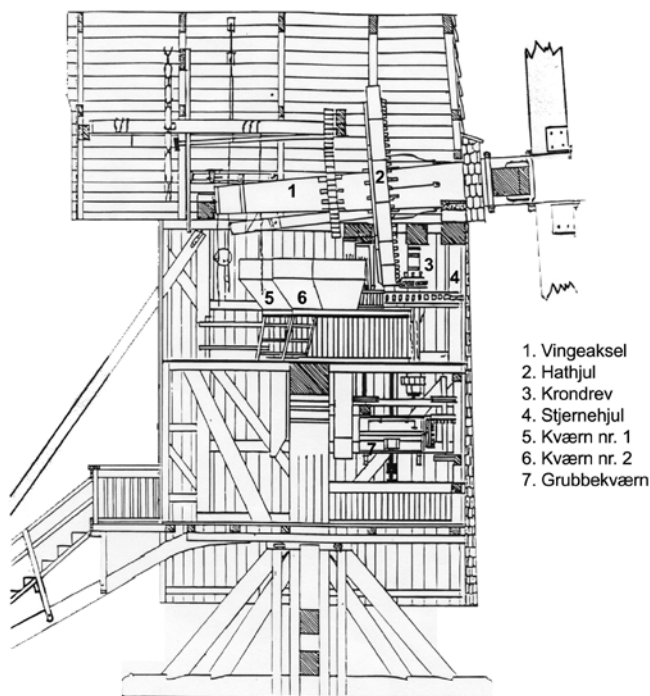 1
2
3
4
5
6
7
1. Vingeaksel
2. Hathjul
3. Krondrev
4. Stjernehjul
5. Kværn nr. 1
6. Kværn nr. 2
7. Grubbekværn